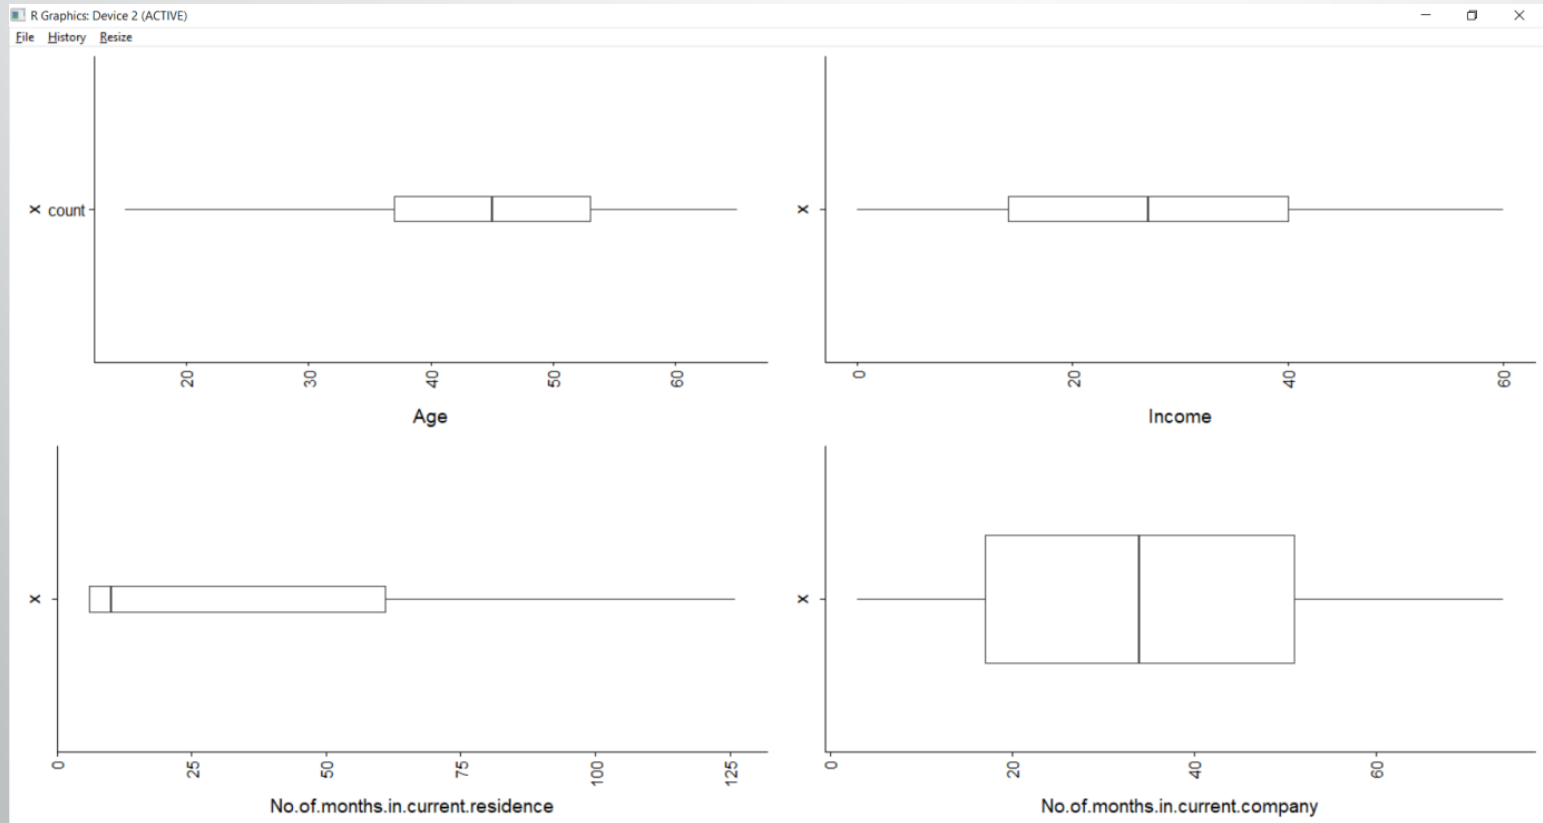 R Graphics: Device 2 (ACTIVE)
File History Resize
x count
20 30 40 50 60
Age
x
0 20 40 60
Income
x
0 25 50 75 100 125
No.of.months.in.current.residence
x
0 20 40 60
No.of.months.in.current.company